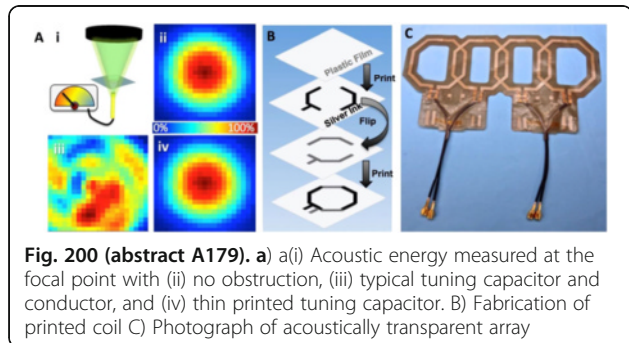 A i ii B C
Plastic Film
Print
Silver Ink
Flip
0% 100%
iii iv
Print
Fig. 200 (abstract A179). a) a(i) Acoustic energy measured at the
focal point with (ii) no obstruction, (iii) typical tuning capacitor and
conductor, and (iv) thin printed tuning capacitor. B) Fabrication of
printed coil C) Photograph of acoustically transparent array